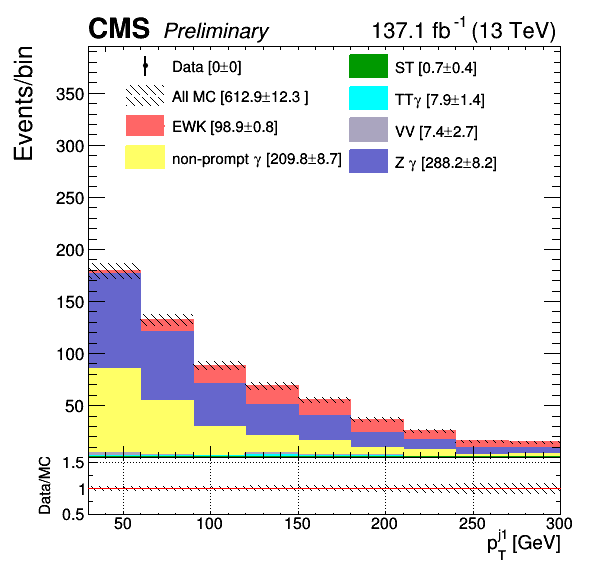 CMS Preliminary 137.1 fb⁻¹ (13 TeV)
Events/bin
Data [0±0]
All MC [612.9±12.3 ]
EWK [98.9±0.8]
non-prompt γ [209.8±8.7]
ST [0.7±0.4]
TTγ [7.9±1.4]
VV [7.4±2.7]
Z γ [288.2±8.2]
350
300
250
200
150
100
50
Data/MC
1.5
1
0.5
50 100 150 200 250 300
p_T^j1 [GeV]